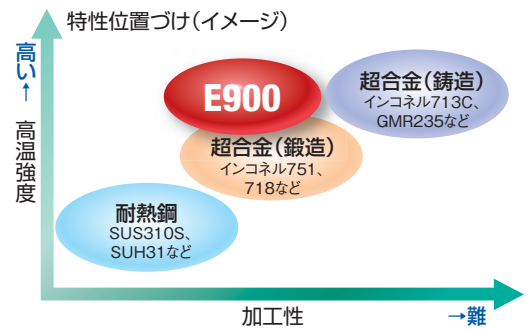 特性位置づけ(イメージ)
高い→
高温強度
E900
超合金(鋳造)
インコネル713C、
GMR235など
超合金(鍛造)
インコネル751、
718など
耐熱鋼
SUS310S、
SUH31など
加工性
→難